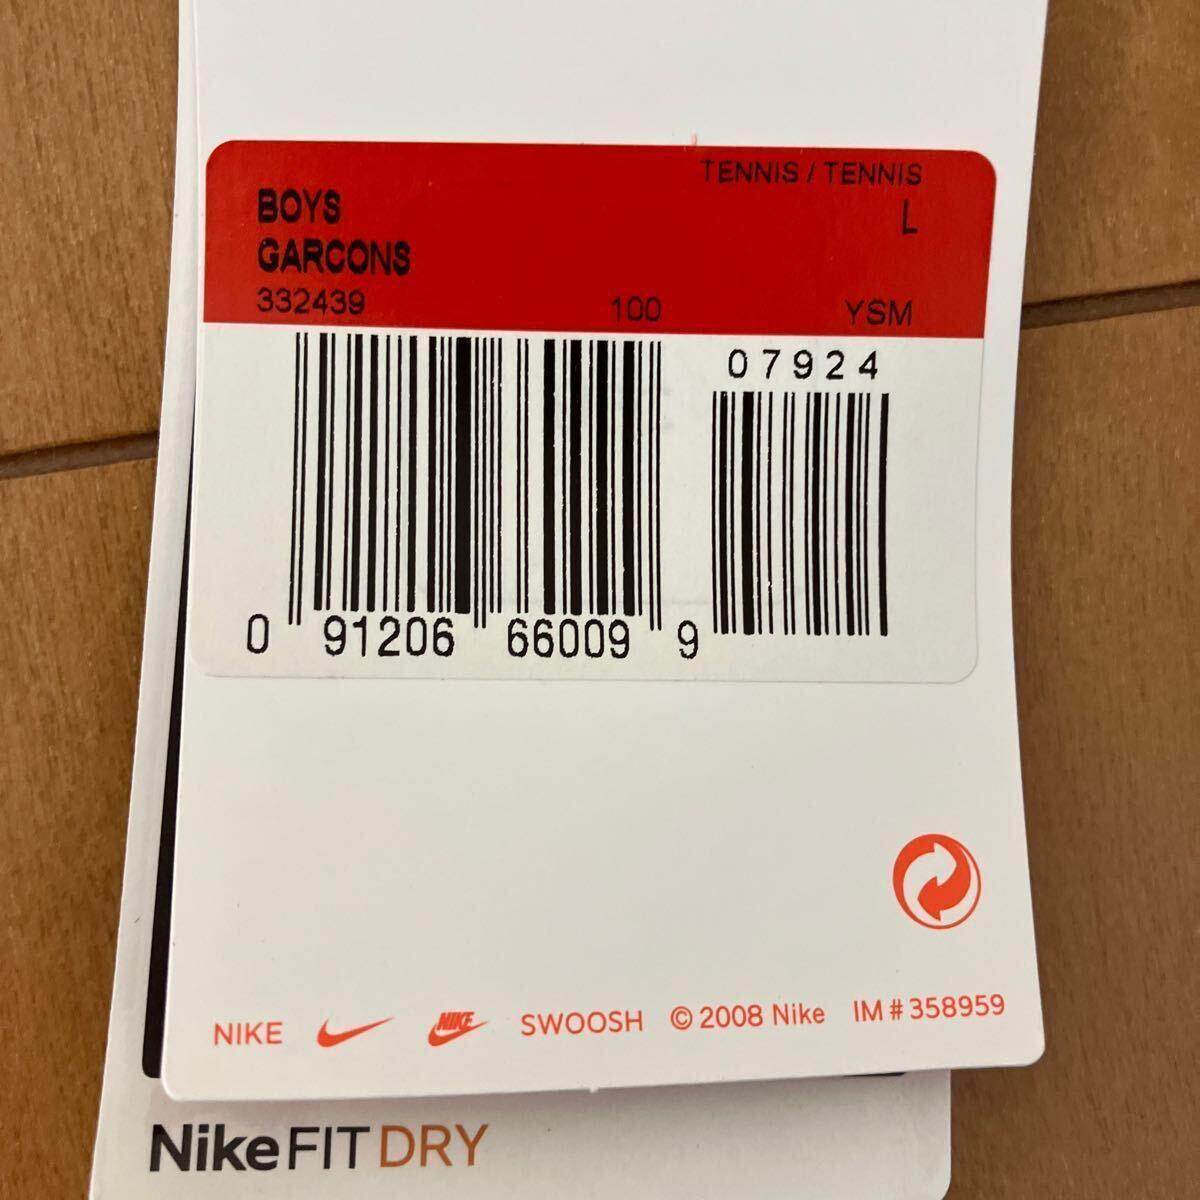 TENNIS / TENNIS
BOYS L
GARCONS
332439 100 YSM
07924
0 91206 66009 9
NIKE NIKE SWOOSH © 2008 Nike IM # 358959
NikeFIT DRY